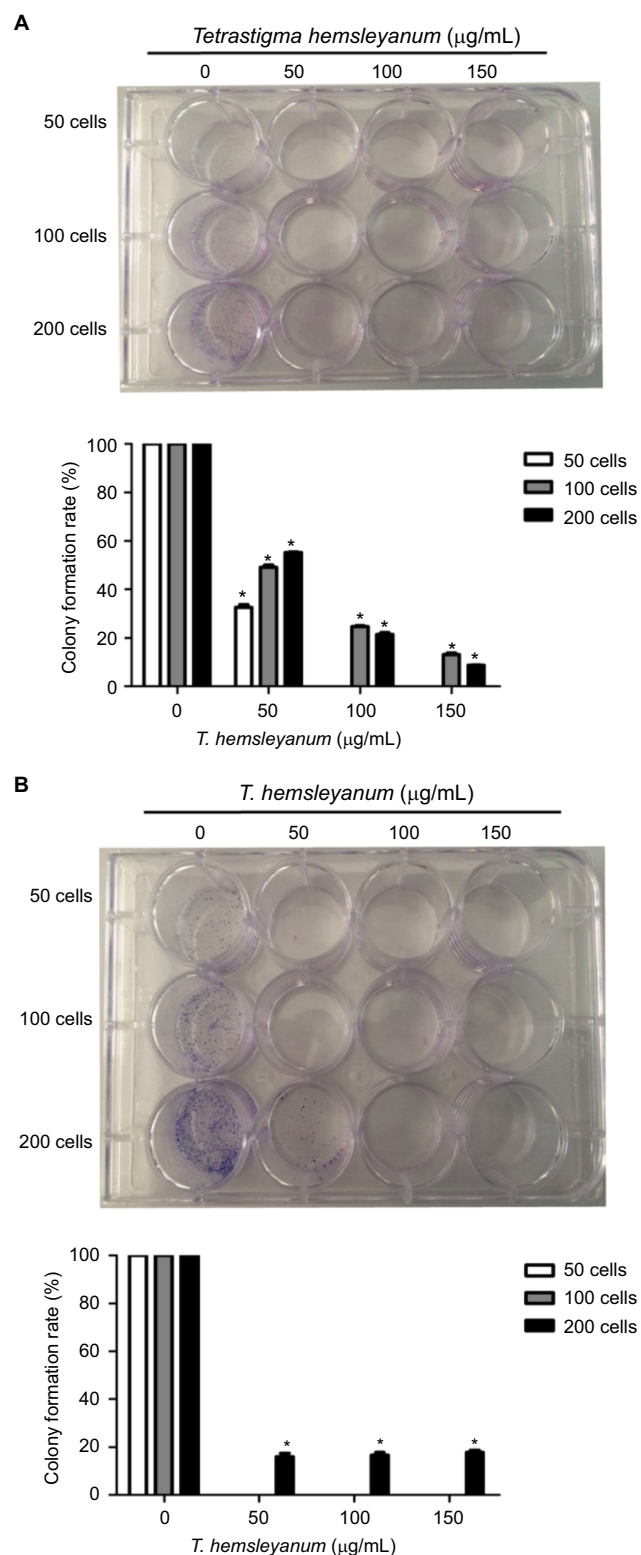 A
Tetrastigma hemsleyanum (μg/mL)
0 50 100 150
50 cells
100 cells
200 cells
100
80
60
40
20
0
Colony formation rate (%)
* * *
* *
* *
50 cells
100 cells
200 cells
0 50 100 150
T. hemsleyanum (μg/mL)
B
T. hemsleyanum (μg/mL)
0 50 100 150
50 cells
100 cells
200 cells
100
80
60
40
20
0
Colony formation rate (%)
* * *
50 cells
100 cells
200 cells
0 50 100 150
T. hemsleyanum (μg/mL)